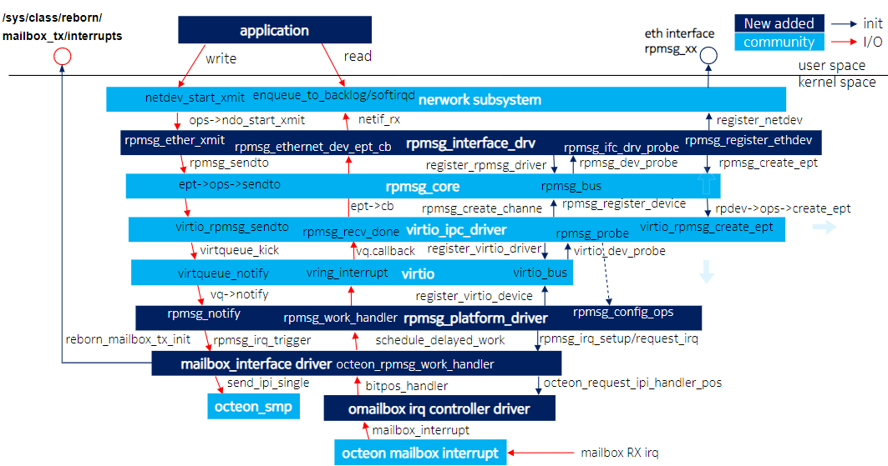 /sys/class/reborn/
mailbox_tx/interrupts
application
eth interface
rpmsg_xx
New added
community
init
I/O
write
read
user space
kernel space
netdev_start_xmit
enqueue_to_backlog/softirqd
nerwork subsystem
ops->ndo_start_xmit
netif_rx
register_netdev
rpmsg_ether_xmit
rpmsg_ethernet_dev_ept_cb
rpmsg_interface_drv
rpmsg_ifc_drv_probe
rpmsg_register_ethdev
rpmsg_sendto
register_rpmsg_driver
rpmsg_dev_probe
rpmsg_create_ept
ept->ops->sendto
rpmsg_core
rpmsg_bus
ept->cb
rpmsg_create_channe
rpmsg_register_device
rpdev->ops->create_ept
virtio_rpmsg_sendto
rpmsg_recv_done
virtio_ipc_driver
rpmsg_probe
virtio_rpmsg_create_ept
virtqueue_kick
vq.callback
register_virtio_driver
virtio_dev_probe
virtqueue_notify
vring_interrupt
virtio
virtio_bus
vq->notify
register_virtio_device
rpmsg_notify
rpmsg_work_handler
rpmsg_platform_driver
rpmsg_config_ops
reborn_mailbox_tx_init
rpmsg_irq_trigger
schedule_delayed_work
rpmsg_irq_setup/request_irq
mailbox_interface driver
octeon_rpmsg_work_handler
send_ipi_single
bitpos_handler
octeon_request_ipi_handler_pos
octeon_smp
omailbox irq controller driver
mailbox_interrupt
octeon mailbox interrupt
mailbox RX irq